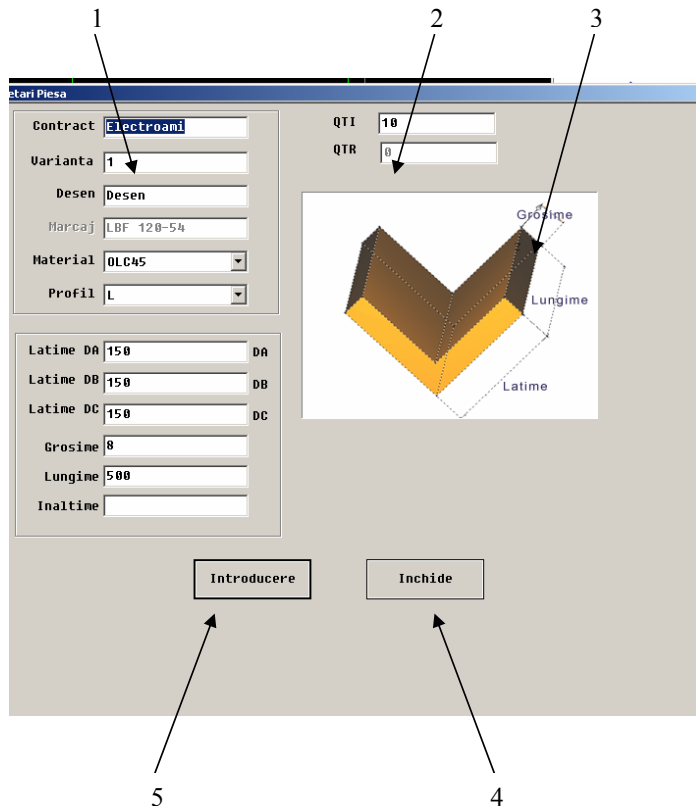 1 2 3
etari Piesa
Contract Electroami
Varianta 1
Desen Desen
Marcaj LBF 120-54
Material OLC45
Profil L
QTI 10
QTR 0
Grosime
Lungime
Latime
Latime DA 150 DA
Latime DB 150 DB
Latime DC 150 DC
Grosime 8
Lungime 500
Inaltime
Introducere Inchide
5 4